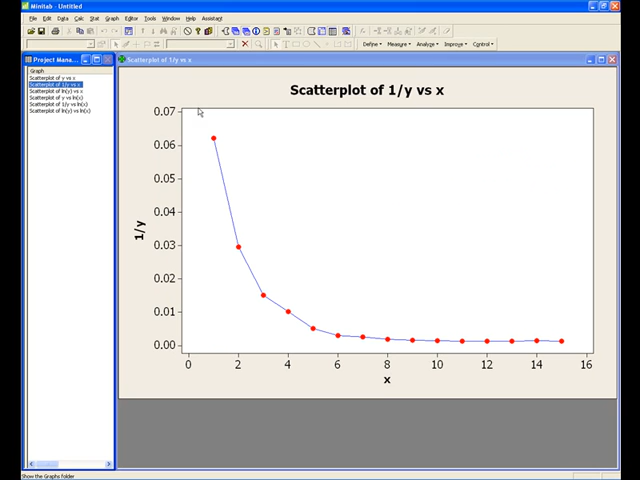 Minitab - Untitled
File Edit Data Calc Stat Graph Editor Tools Window Help Assistant
Define Measure Analyze Improve Control
Project Mana...
Graph
Scatterplot of y vs x
Scatterplot of 1/y vs x
Scatterplot of ln(y) vs x
Scatterplot of y vs ln(x)
Scatterplot of 1/y vs ln(x)
Scatterplot of ln(y) vs ln(x)
Scatterplot of 1/y vs x
Scatterplot of 1/y vs x
0.07
0.06
0.05
0.04
0.03
0.02
0.01
0.00
1/y
0 2 4 6 8 10 12 14 16
x
Show the Graphs folder